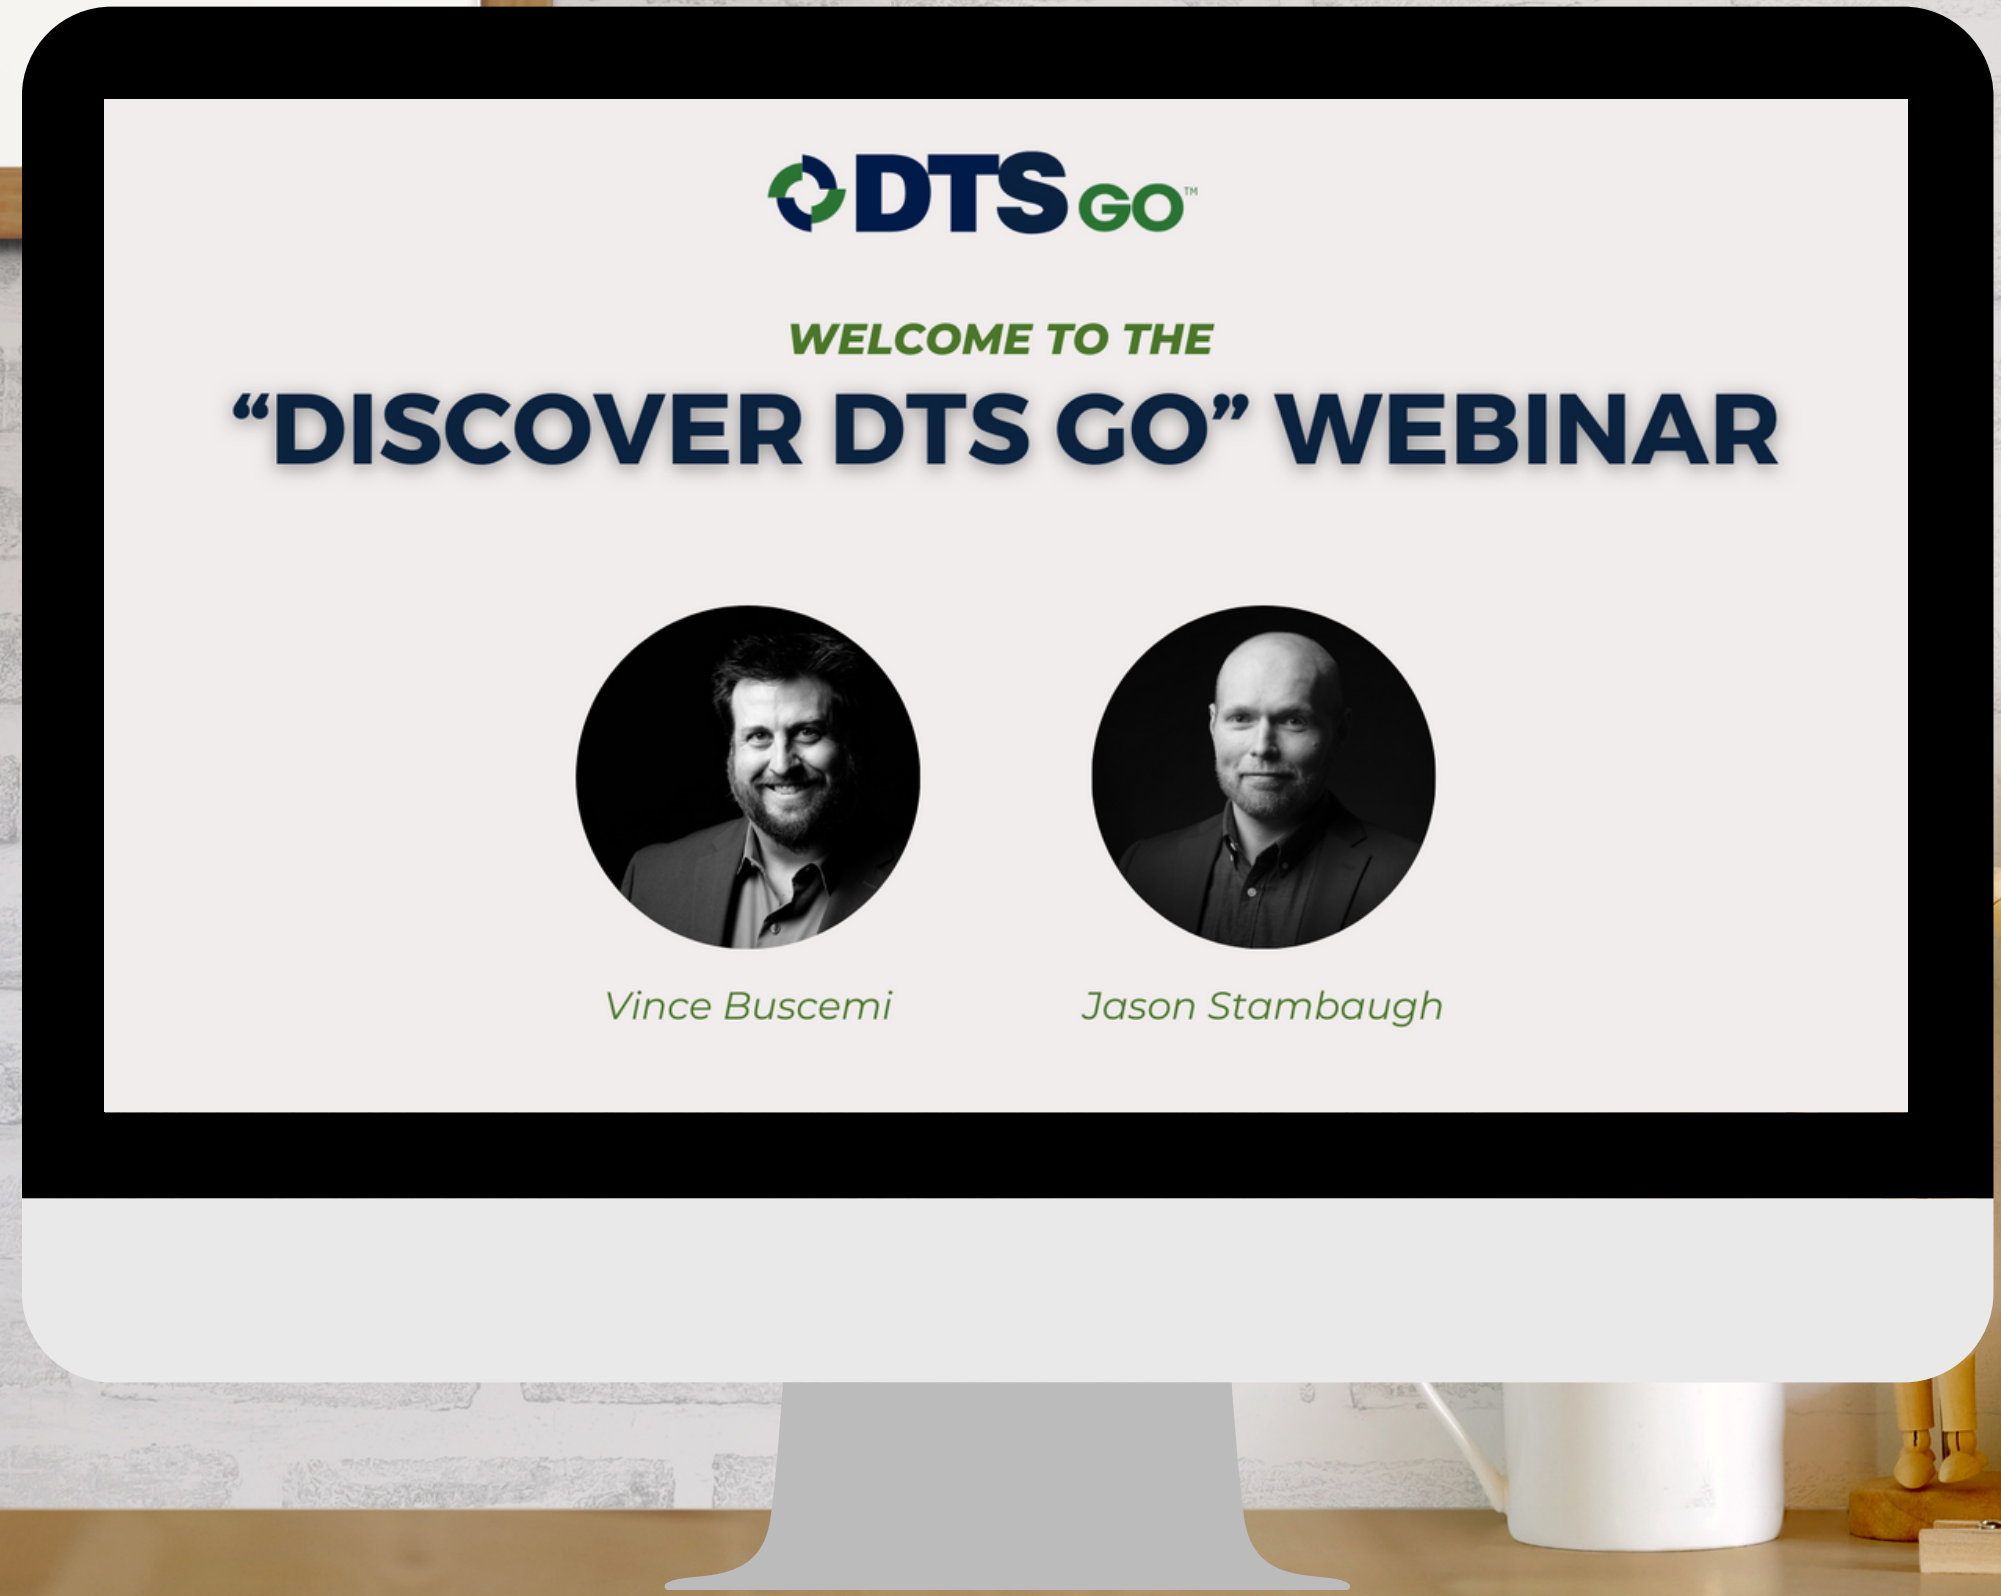 DTS GO™
WELCOME TO THE
“DISCOVER DTS GO” WEBINAR
Vince Buscemi
Jason Stambaugh